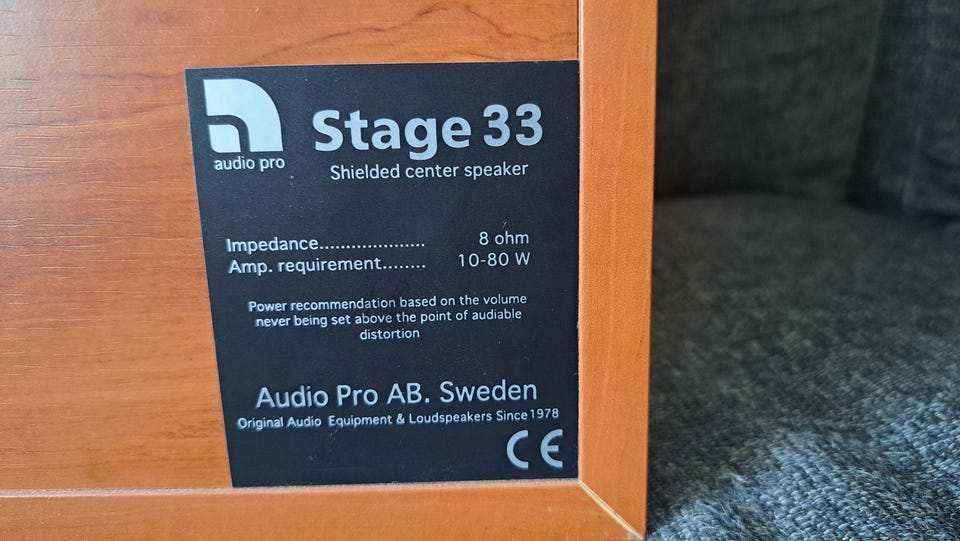 audio pro
Stage 33
Shielded center speaker
Impedance..................... 8 ohm
Amp. requirement........ 10-80 W
Power recommendation based on the volume
never being set above the point of audiable
distortion
Audio Pro AB. Sweden
Original Audio Equipment & Loudspeakers Since 1978
CE